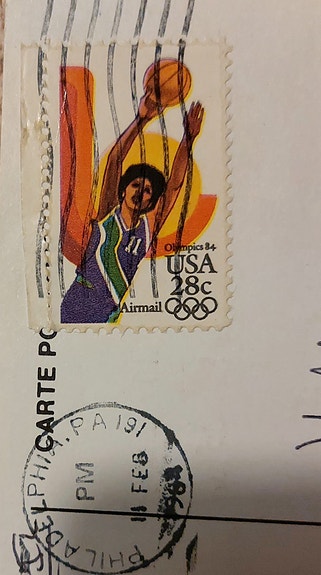 11
Olympics 84
USA
28c
Airmail
CARTE PO
PHILADELPHIA, PA 191
PM
FEB